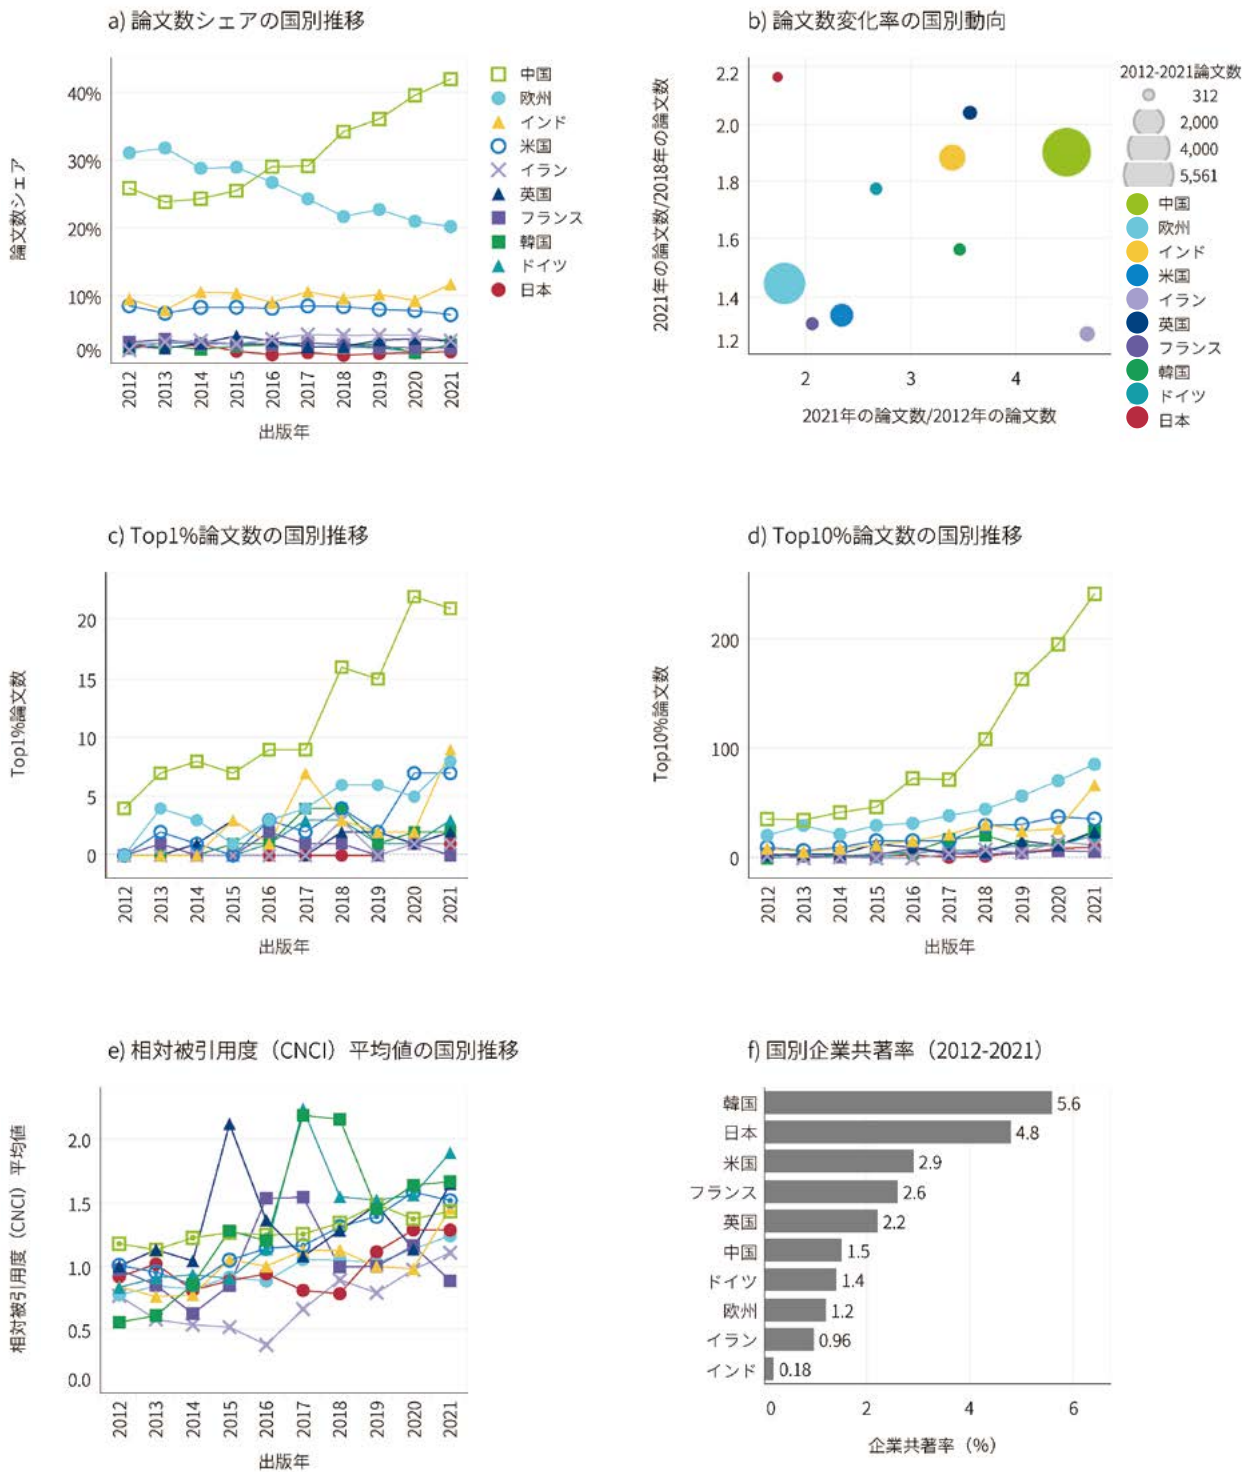 a) 論文数シェアの国別推移
論文数シェア
40%
30%
20%
10%
0%
2012 2013 2014 2015 2016 2017 2018 2019 2020 2021
出版年
中国
欧州
インド
米国
イラン
英国
フランス
韓国
ドイツ
日本
b) 論文数変化率の国別動向
2021年の論文数/2018年の論文数
2.2
2.0
1.8
1.6
1.4
1.2
2 3 4
2021年の論文数/2012年の論文数
2012-2021論文数
312
2,000
4,000
5,561
中国
欧州
インド
米国
イラン
英国
フランス
韓国
ドイツ
日本
c) Top1%論文数の国別推移
Top1%論文数
20
15
10
5
0
2012 2013 2014 2015 2016 2017 2018 2019 2020 2021
出版年
d) Top10%論文数の国別推移
Top10%論文数
200
100
0
2012 2013 2014 2015 2016 2017 2018 2019 2020 2021
出版年
e) 相対被引用度（CNCI）平均値の国別推移
相対被引用度（CNCI）平均値
2.0
1.5
1.0
0.5
0.0
2012 2013 2014 2015 2016 2017 2018 2019 2020 2021
出版年
f) 国別企業共著率（2012-2021）
韓国 5.6
日本 4.8
米国 2.9
フランス 2.6
英国 2.2
中国 1.5
ドイツ 1.4
欧州 1.2
イラン 0.96
インド 0.18
0 2 4 6
企業共著率（%）